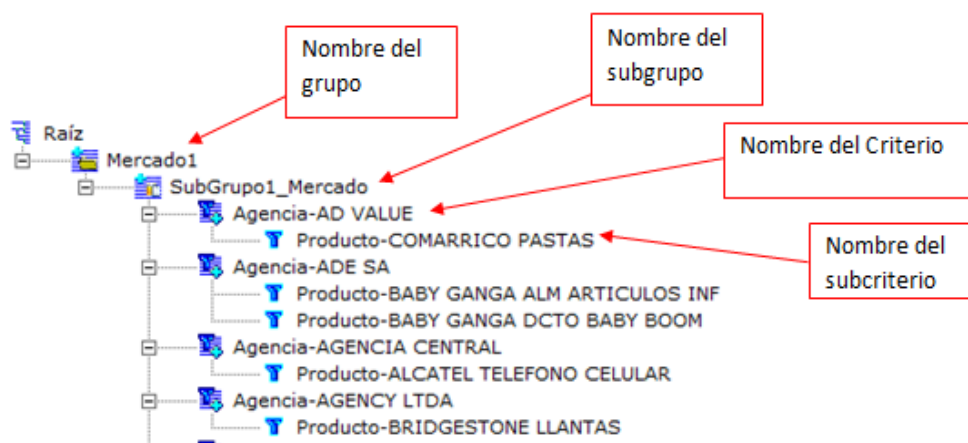 Nombre del
grupo
Nombre del
subgrupo
Raíz
Mercado1
Nombre del Criterio
SubGrupo1_Mercado
Agencia-AD VALUE
Producto-COMARRICO PASTAS
Nombre del
subcriterio
Agencia-ADE SA
Producto-BABY GANGA ALM ARTICULOS INF
Producto-BABY GANGA DCTO BABY BOOM
Agencia-AGENCIA CENTRAL
Producto-ALCATEL TELEFONO CELULAR
Agencia-AGENCY LTDA
Producto-BRIDGESTONE LLANTAS